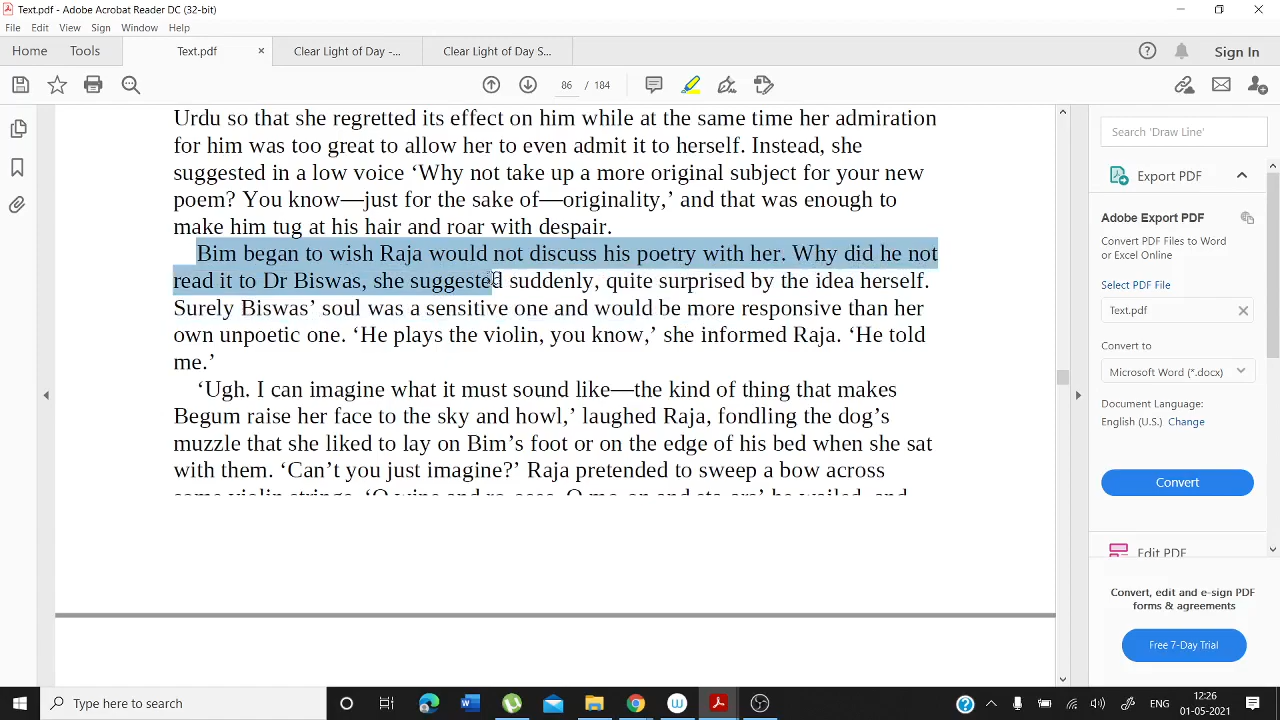 Text.pdf - Adobe Acrobat Reader DC (32-bit)
File Edit View Sign Window Help
Home Tools Text.pdf × Clear Light of Day -... Clear Light of Day S... Sign In
86 / 184
Urdu so that she regretted its effect on him while at the same time her admiration
for him was too great to allow her to even admit it to herself. Instead, she
suggested in a low voice ‘Why not take up a more original subject for your new
poem? You know—just for the sake of—originality,’ and that was enough to
make him tug at his hair and roar with despair.
Bim began to wish Raja would not discuss his poetry with her. Why did he not
read it to Dr Biswas, she suggested suddenly, quite surprised by the idea herself.
Surely Biswas’ soul was a sensitive one and would be more responsive than her
own unpoetic one. ‘He plays the violin, you know,’ she informed Raja. ‘He told
me.’
‘Ugh. I can imagine what it must sound like—the kind of thing that makes
Begum raise her face to the sky and howl,’ laughed Raja, fondling the dog’s
muzzle that she liked to lay on Bim’s foot or on the edge of his bed when she sat
with them. ‘Can’t you just imagine?’ Raja pretended to sweep a bow across
Search 'Draw Line'
Export PDF
Adobe Export PDF
Convert PDF Files to Word
or Excel Online
Select PDF File
Text.pdf
Convert to
Microsoft Word (*.docx)
Document Language:
English (U.S.) Change
Convert
Edit PDF
Convert, edit and e-sign PDF
forms & agreements
Free 7-Day Trial
Type here to search
ENG
12:26
01-05-2021